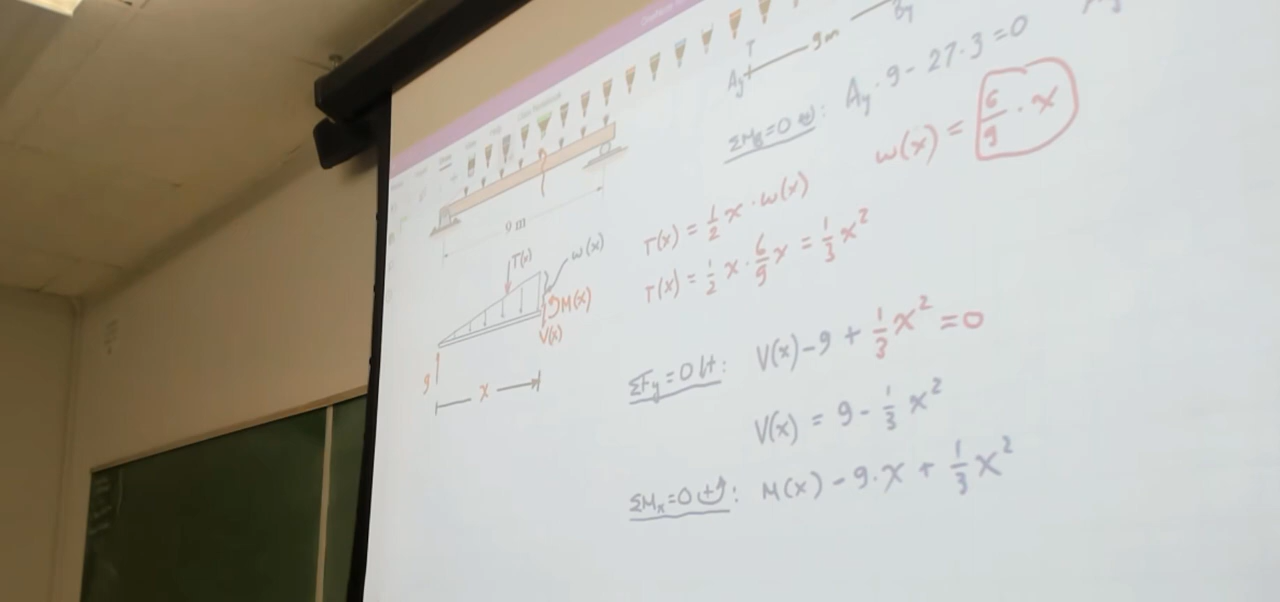 9m
Ay
By
ΣMB=0 ↺+: Ay·9 - 27·3 = 0
w(x) = 6/9 · x
9 m
T(x)
w(x)
M(x)
V(x)
9
x
T(x) = 1/2 x · w(x)
T(x) = 1/2 x · 6/9 x = 1/3 x²
ΣFy=0 ↓+: V(x) - 9 + 1/3 x² = 0
V(x) = 9 - 1/3 x²
ΣMx=0 ↺+: M(x) - 9·x + 1/3 x²